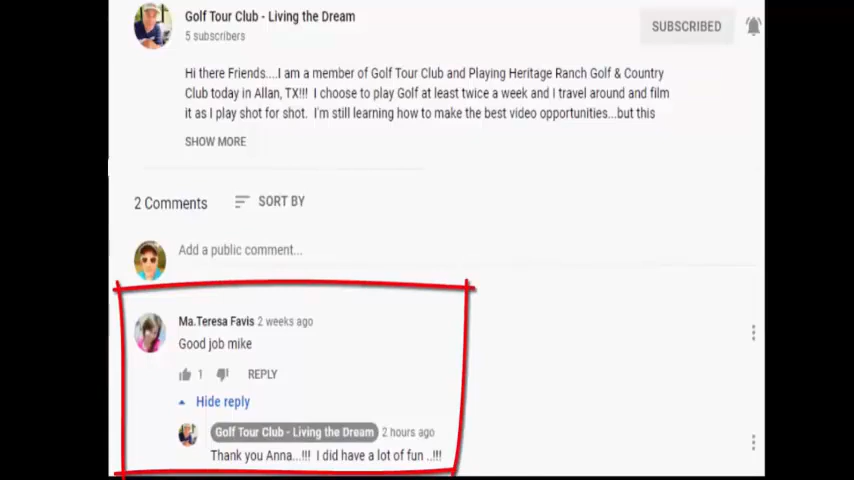 Golf Tour Club - Living the Dream
5 subscribers
SUBSCRIBED
Hi there Friends....I am a member of Golf Tour Club and Playing Heritage Ranch Golf & Country
Club today in Allan, TX!!! I choose to play Golf at least twice a week and I travel around and film
it as I play shot for shot. I'm still learning how to make the best video opportunities...but this
SHOW MORE
2 Comments
SORT BY
Add a public comment...
Ma.Teresa Favis 2 weeks ago
Good job mike
1 REPLY
Hide reply
Golf Tour Club - Living the Dream 2 hours ago
Thank you Anna...!!! I did have a lot of fun ..!!!